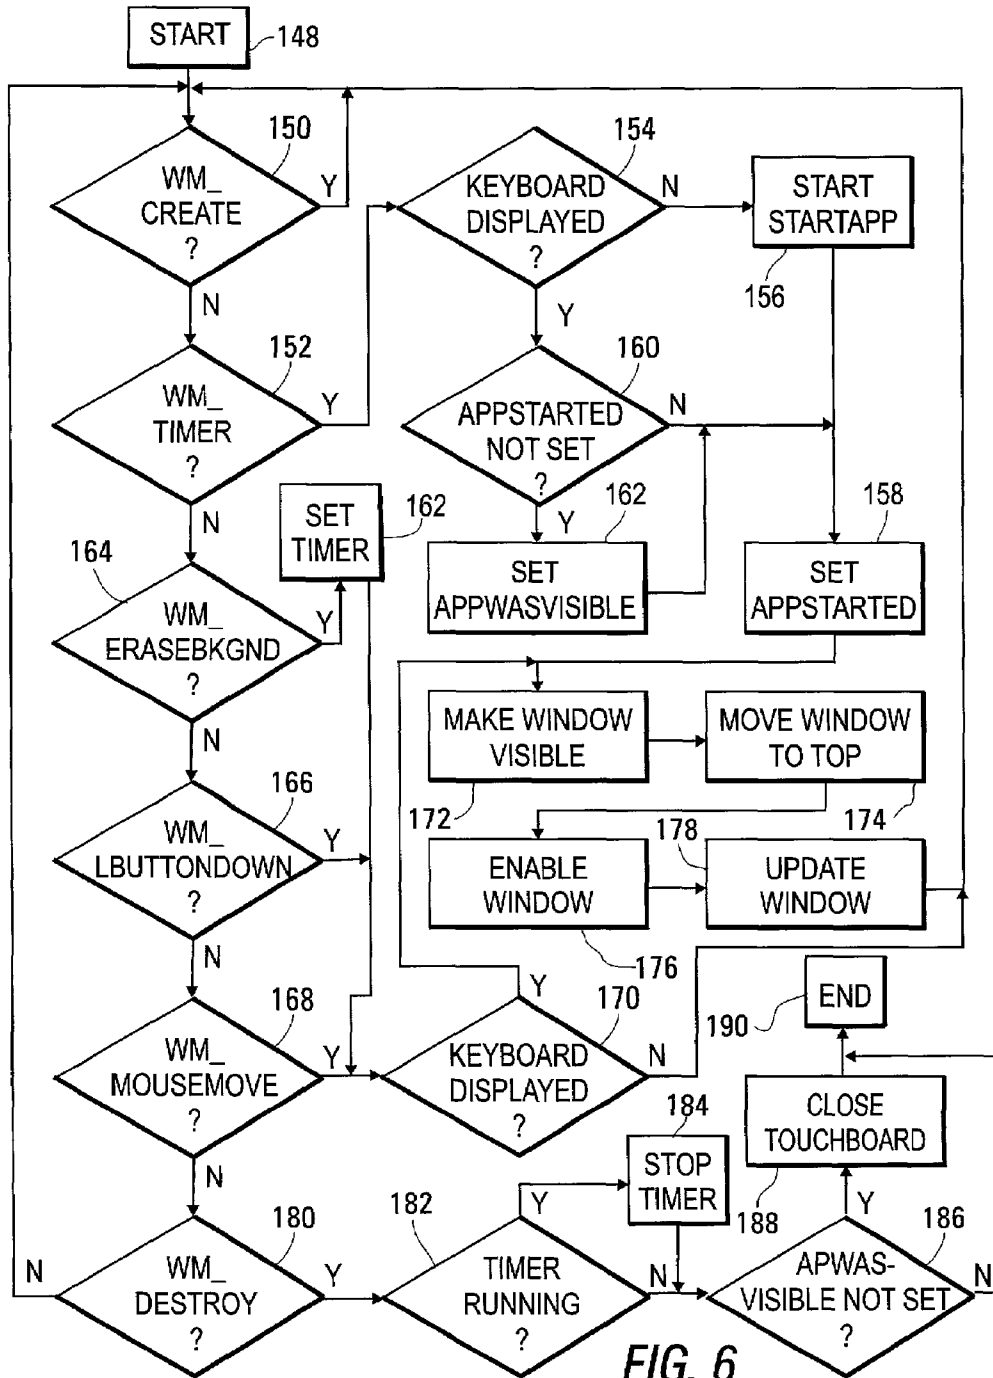 START
148
150
WM_
CREATE
?
Y
N
154
KEYBOARD
DISPLAYED
?
N
Y
START
STARTAPP
156
152
WM_
TIMER
?
Y
N
160
APPSTARTED
NOT SET
?
N
Y
SET
TIMER
162
162
SET
APPWASVISIBLE
158
SET
APPSTARTED
164
WM_
ERASEBKGND
?
Y
N
MAKE WINDOW
VISIBLE
172
MOVE WINDOW
TO TOP
174
166
WM_
LBUTTONDOWN
?
Y
N
ENABLE
WINDOW
176
178
UPDATE
WINDOW
168
WM_
MOUSEMOVE
?
Y
N
170
Y
KEYBOARD
DISPLAYED
?
N
END
190
CLOSE
TOUCHBOARD
188
184
STOP
TIMER
180
N
WM_
DESTROY
?
Y
182
Y
TIMER
RUNNING
?
N
186
Y
APWAS-
VISIBLE NOT SET
?
N
FIG. 6